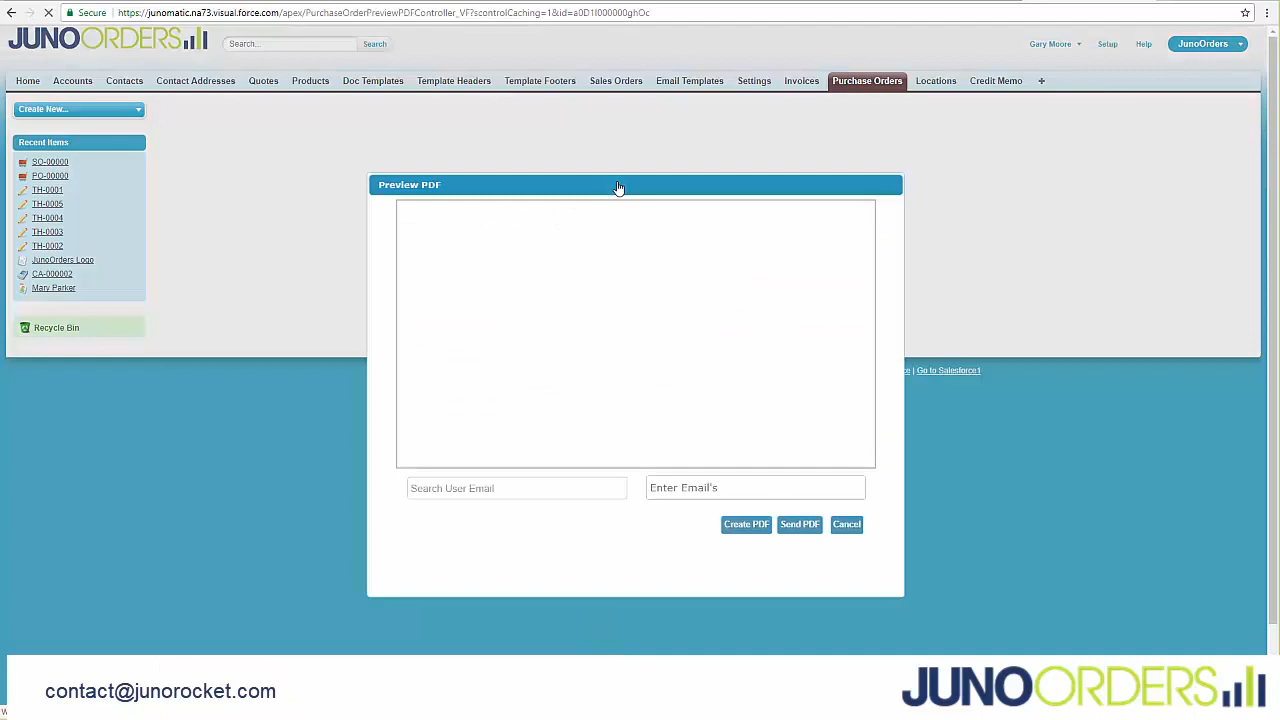 Secure | https://junomatic.na73.visual.force.com/apex/PurchaseOrderPreviewPDFController_VF?scontrolCaching=1&id=a0D1I000000ghOc
JUNOORDERS
Search...
Search
Gary Moore
Setup
Help
JunoOrders
Home
Accounts
Contacts
Contact Addresses
Quotes
Products
Doc Templates
Template Headers
Template Footers
Sales Orders
Email Templates
Settings
Invoices
Purchase Orders
Locations
Credit Memo
+
Create New...
Recent Items
SO-00000
PO-00000
TH-0001
TH-0005
TH-0004
TH-0003
TH-0002
JunoOrders Logo
CA-000002
Mary Parker
Recycle Bin
Preview PDF
Search User Email
Enter Email's
Create PDF
Send PDF
Cancel
| Go to Salesforce1
contact@junorocket.com
JUNOORDERS